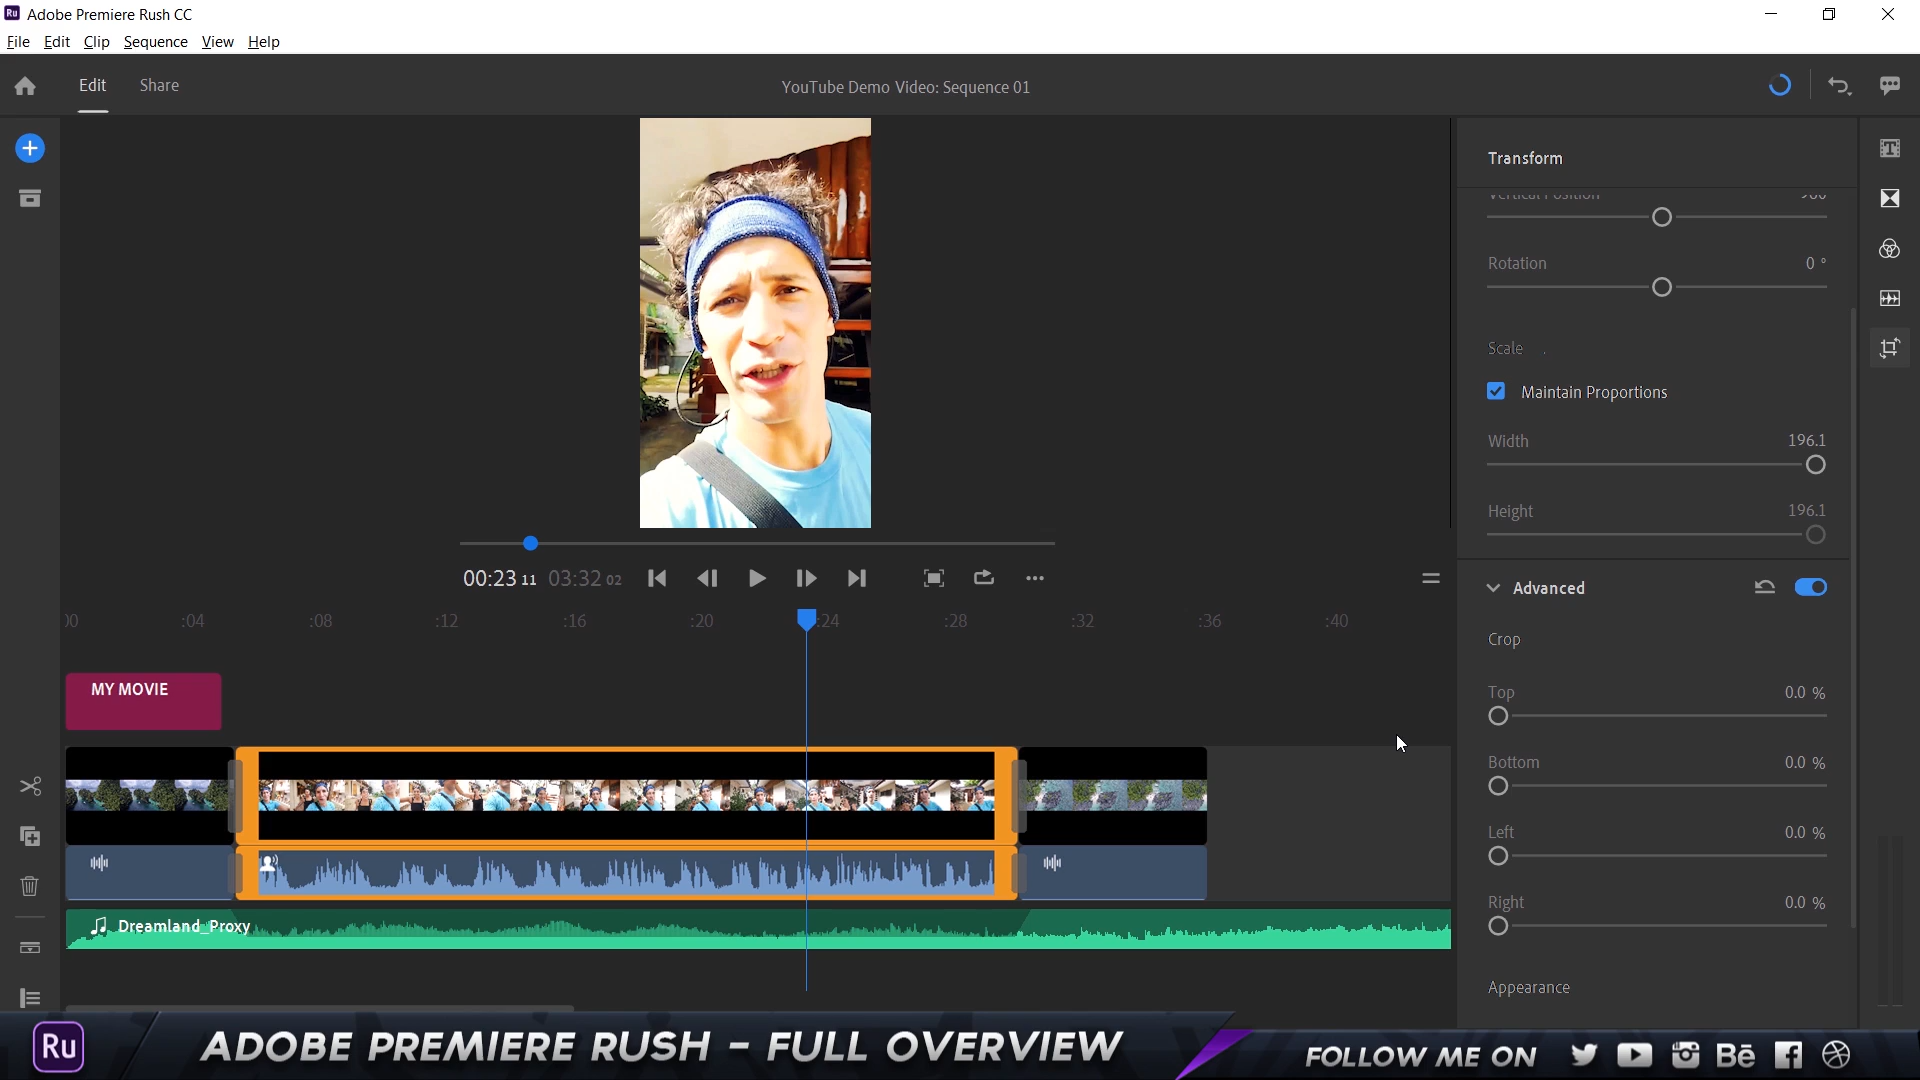 Ru Adobe Premiere Rush CC
File Edit Clip Sequence View Help
Edit Share
YouTube Demo Video: Sequence 01
Transform
Vertical Position
Rotation 0 °
Scale
Maintain Proportions
Width 196.1
Height 196.1
Advanced
Crop
Top 0.0 %
Bottom 0.0 %
Left 0.0 %
Right 0.0 %
Appearance
00:23 11 03:32 02
:04 :08 :12 :16 :20 :24 :28 :32 :36 :40
MY MOVIE
Dreamland_Proxy
Ru ADOBE PREMIERE RUSH - FULL OVERVIEW
FOLLOW ME ON
Bē